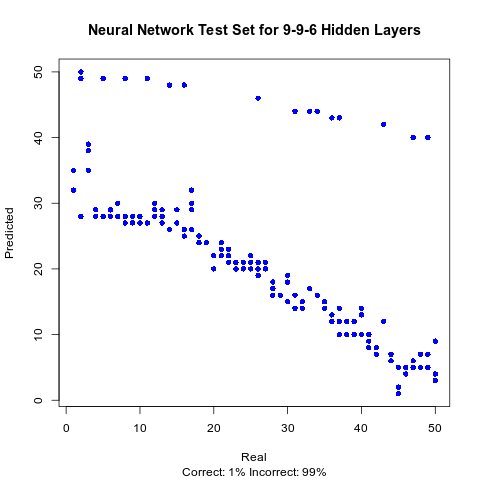 Neural Network Test Set for 9-9-6 Hidden Layers
Predicted
50
40
30
20
10
0
0 10 20 30 40 50
Real
Correct: 1% Incorrect: 99%